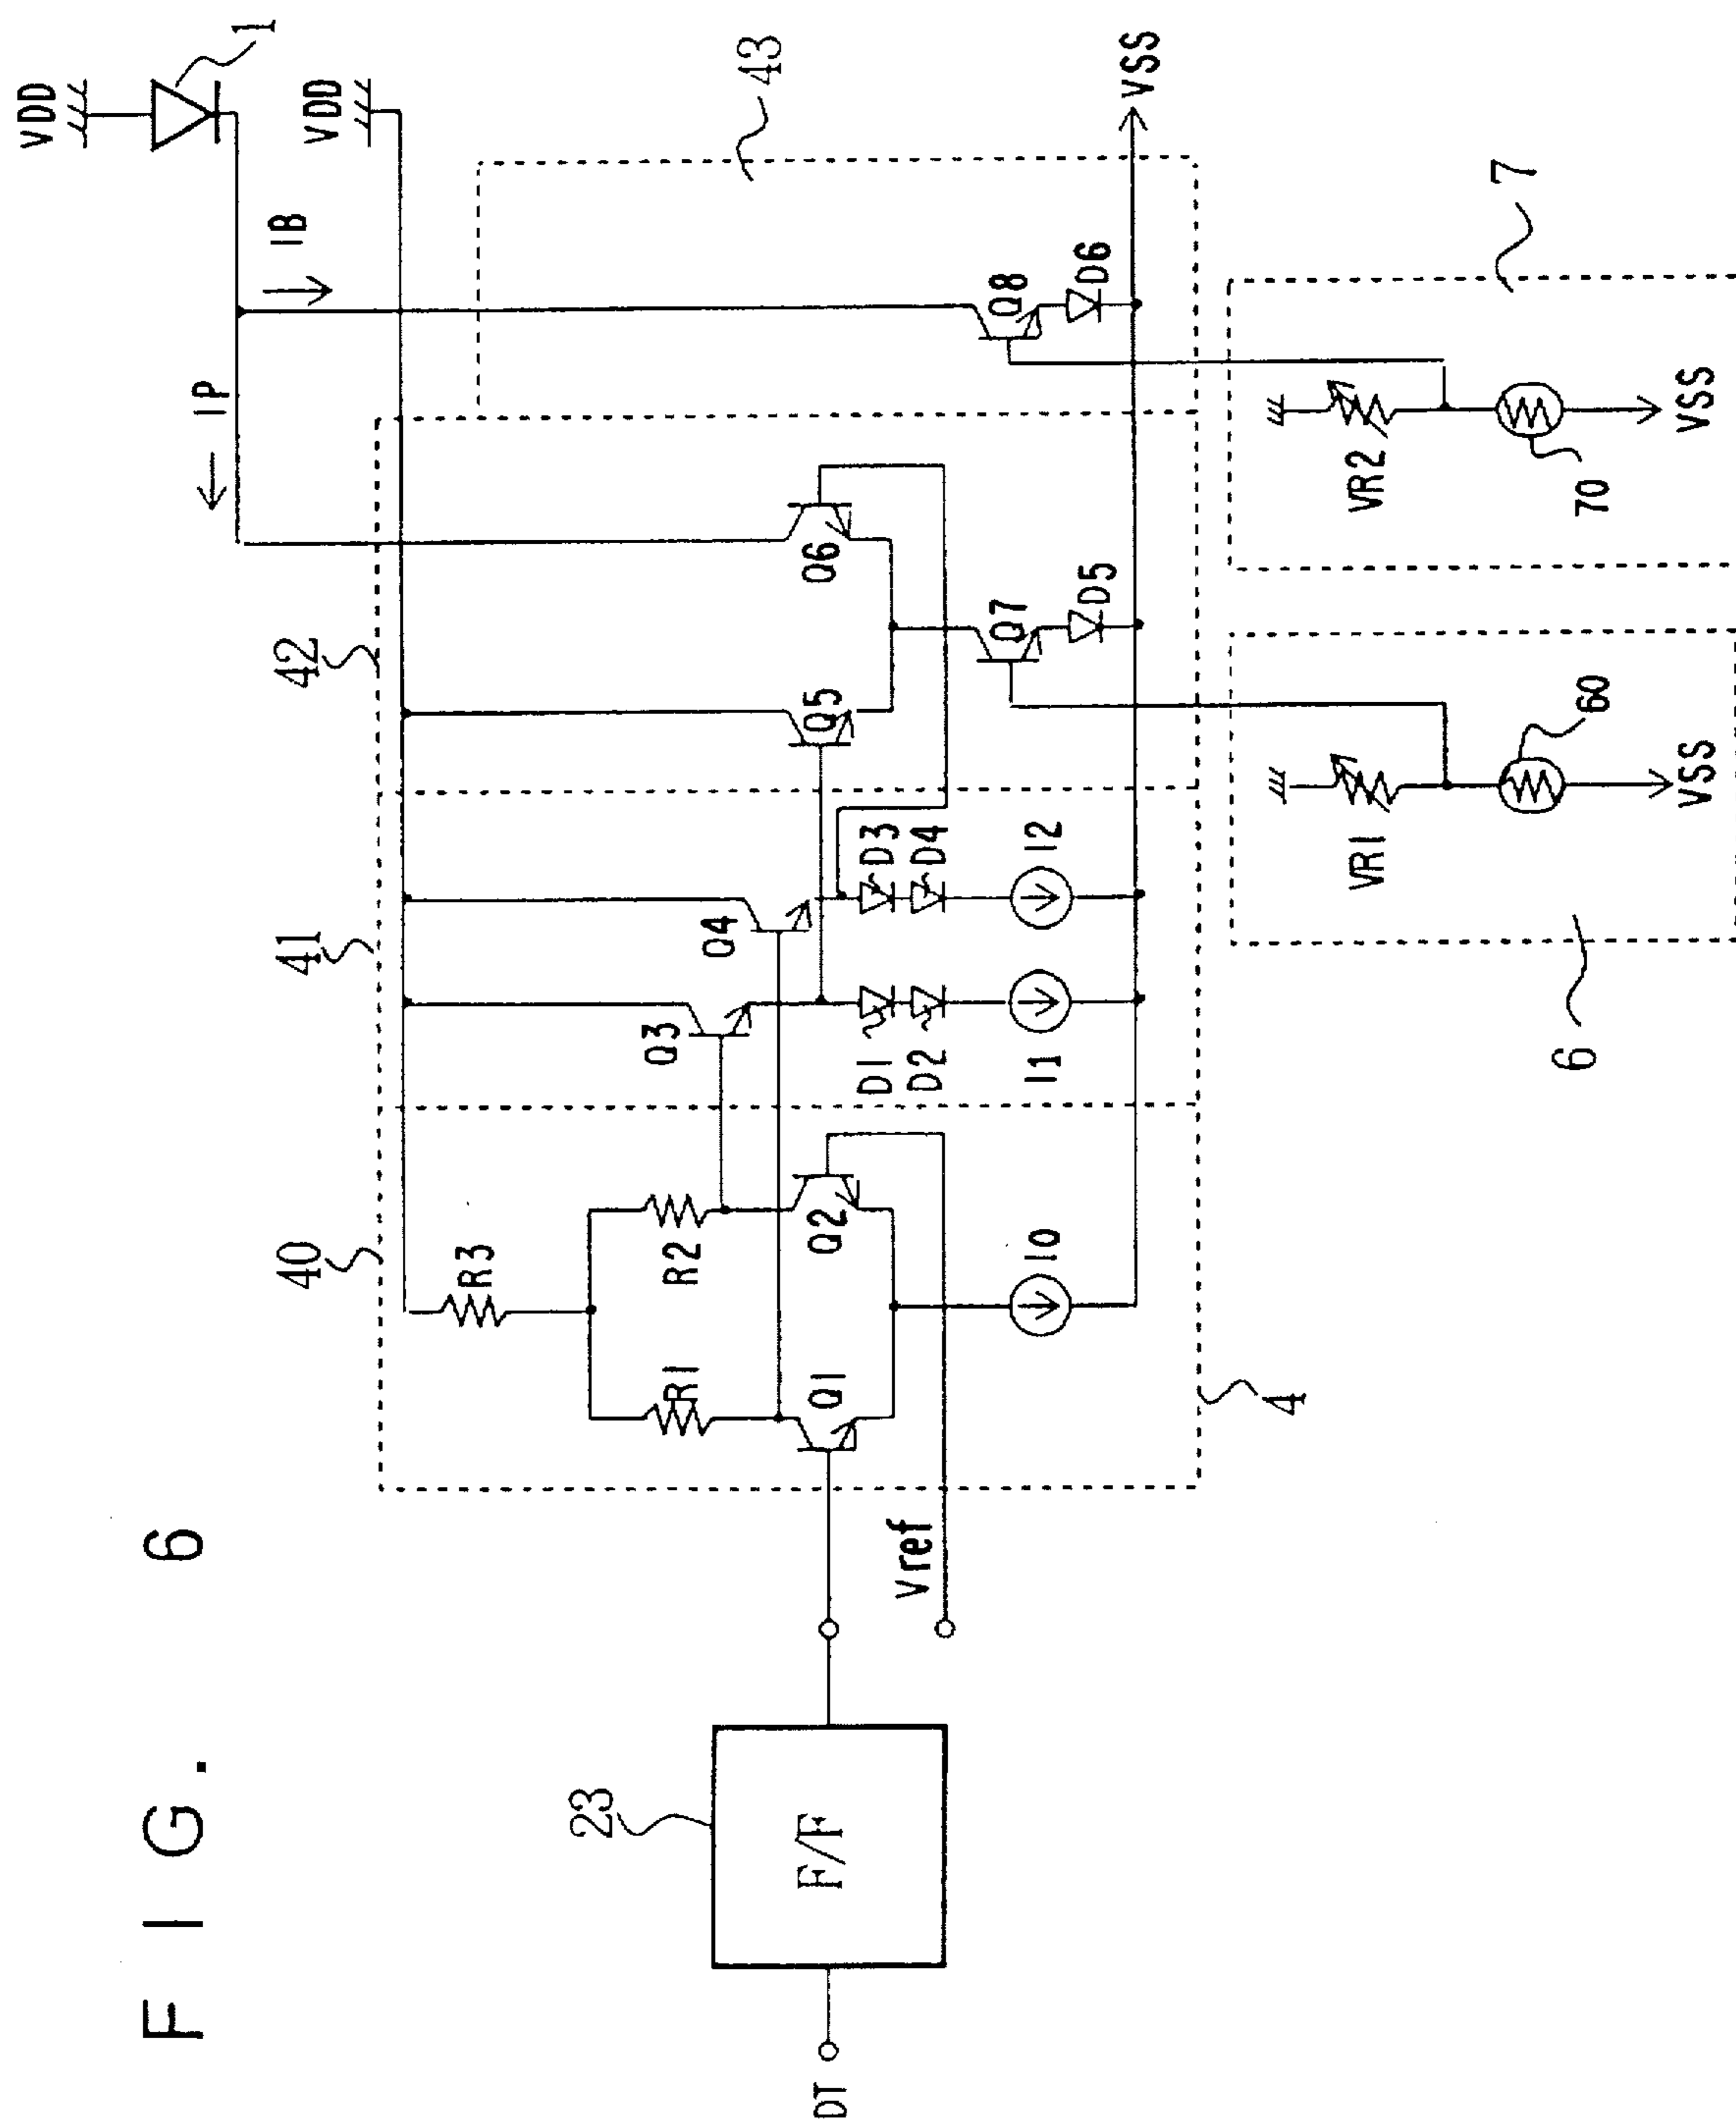 FIG. 6
VDD
1
VDD
IP
IB
40
41
42
43
R3
R1
R2
Q1
Q2
Q3
Q4
Q5
Q6
Q7
Q8
D1
D2
D3
D4
D5
D6
I0
I1
I2
VSS
4
DT
F/F
23
Vref
VR1
60
VSS
6
VR2
70
VSS
7